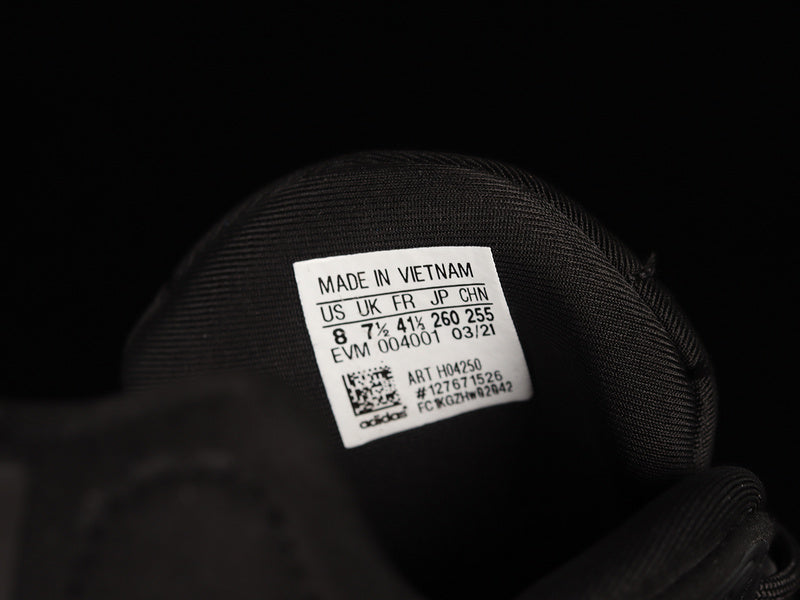 MADE IN VIETNAM
US UK FR JP CHN
8 7½ 41⅓ 260 255
EVM 004001 03/21
ART H04250
#127671526
adidas